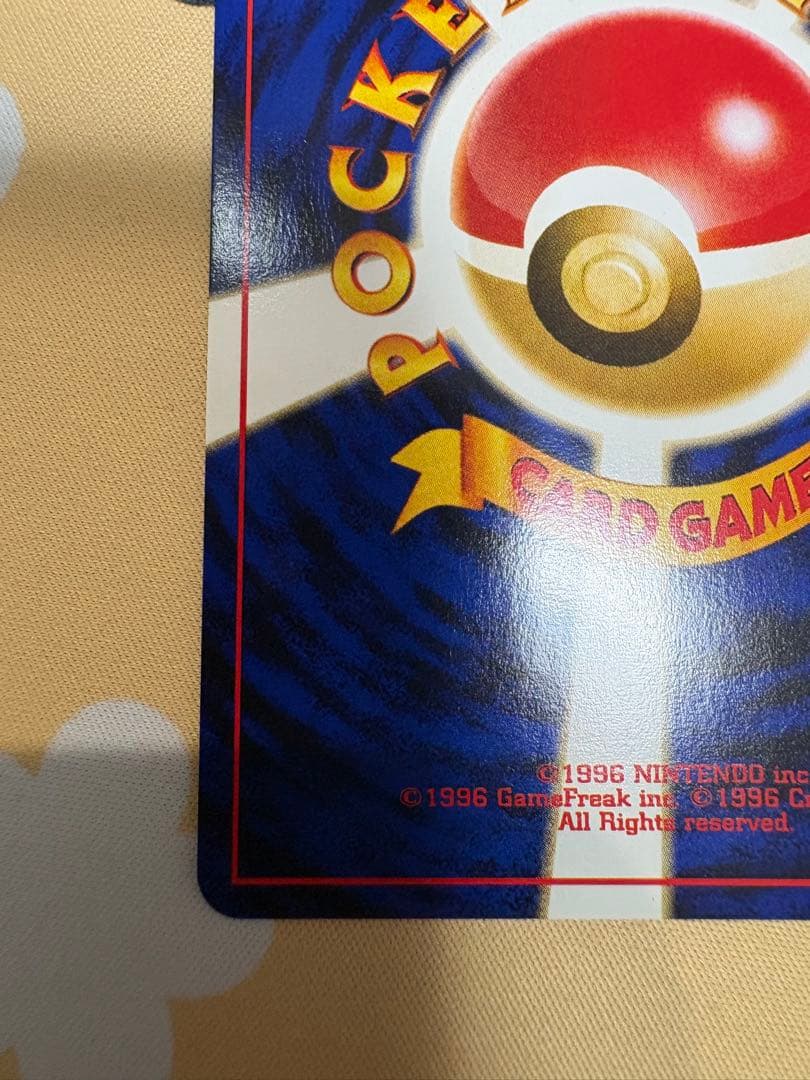 POCKE
CARD GAME
©1996 NINTENDO inc
©1996 GameFreak inc. ©1996 C
All Rights reserved.